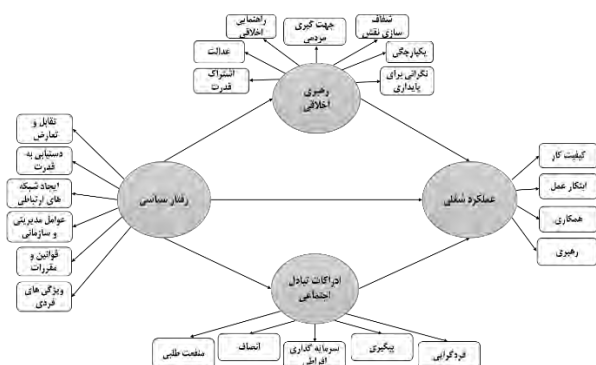 شفاف
سازی نقش
جهت گیری
مردمی
راهنمایی
اخلاقی
یکپارچگی
عدالت
نگرانی برای
پایداری
اشتراک
قدرت
رهبری
اخلاقی
تقابل و
تعارض
دستیابی به
قدرت
ایجاد شبکه
های ارتباطی
عوامل مدیریتی
و سازمانی
قوانین و
مقررات
ویژگی های
فردی
رفتار سیاسی
عملکرد شغلی
کیفیت کار
ابتکار عمل
همکاری
رهبری
ادراکات تبادل
اجتماعی
فردگرایی
پیگیری
سرمایه گذاری
افراطی
انصاف
منفعت طلبی